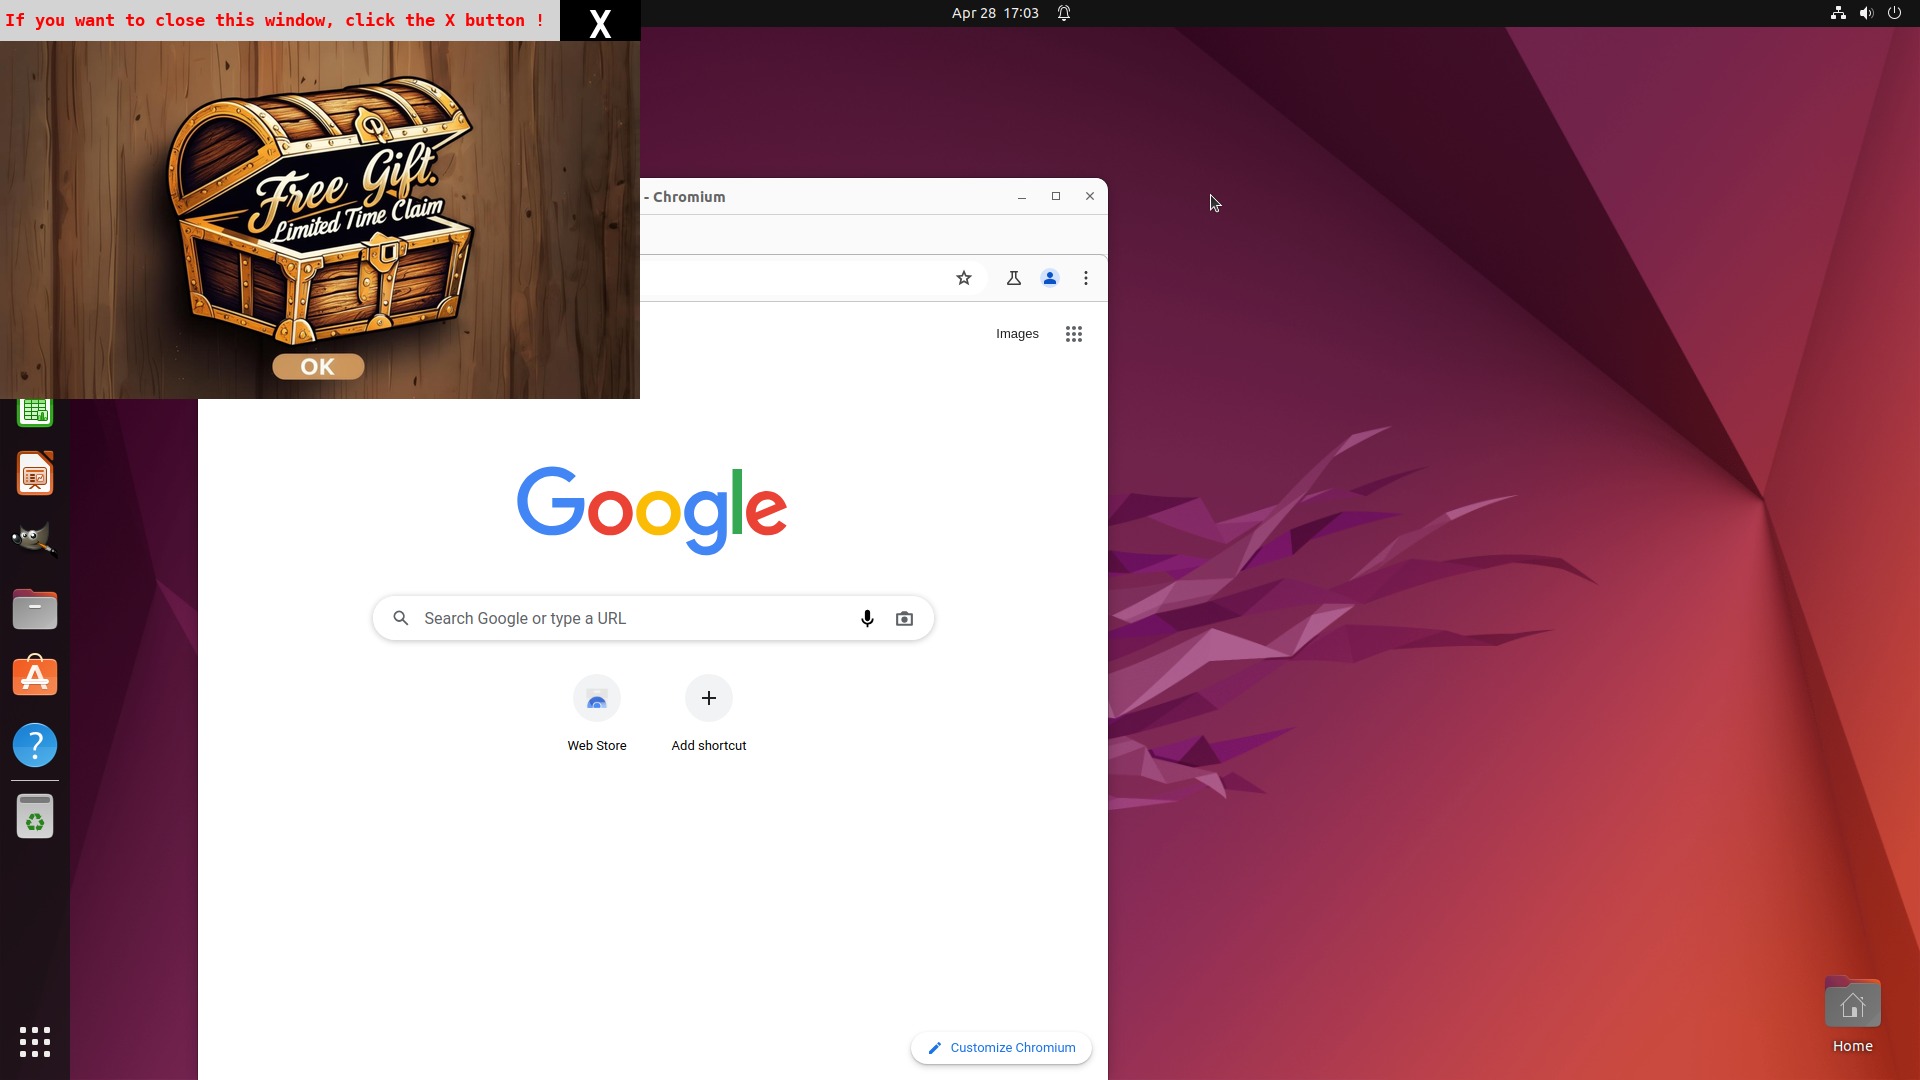 If you want to close this window, click the X button !
X
Apr 28 17:03
Free Gift.
Limited Time Claim
OK
- Chromium
Images
Google
Search Google or type a URL
Web Store
Add shortcut
Customize Chromium
Home